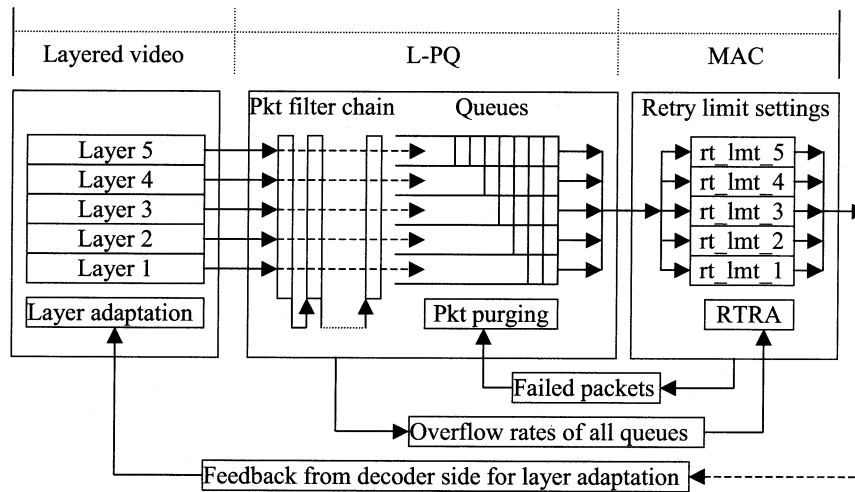 Layered video L-PQ MAC
Pkt filter chain Queues Retry limit settings
Layer 5 rt_lmt_5
Layer 4 rt_lmt_4
Layer 3 rt_lmt_3
Layer 2 rt_lmt_2
Layer 1 rt_lmt_1
Layer adaptation Pkt purging RTRA
Failed packets
Overflow rates of all queues
Feedback from decoder side for layer adaptation